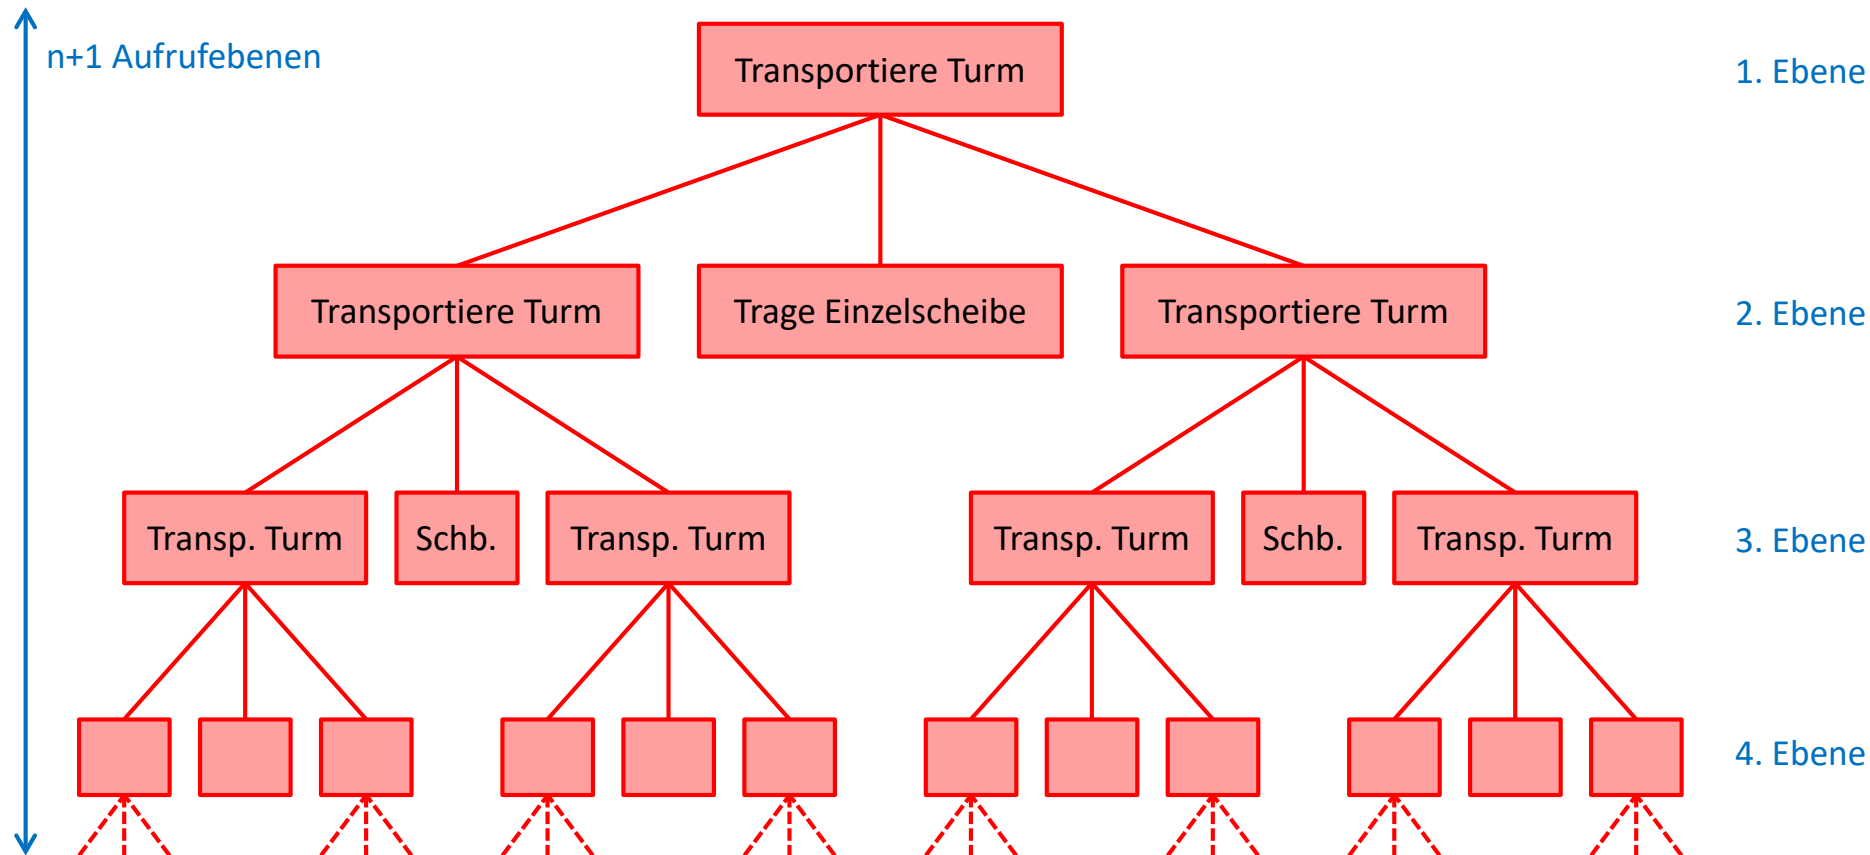 n+1 Aufrufebenen
Transportiere Turm
1. Ebene
Transportiere Turm
Trage Einzelscheibe
Transportiere Turm
2. Ebene
Transp. Turm
Schb.
Transp. Turm
Transp. Turm
Schb.
Transp. Turm
3. Ebene
4. Ebene